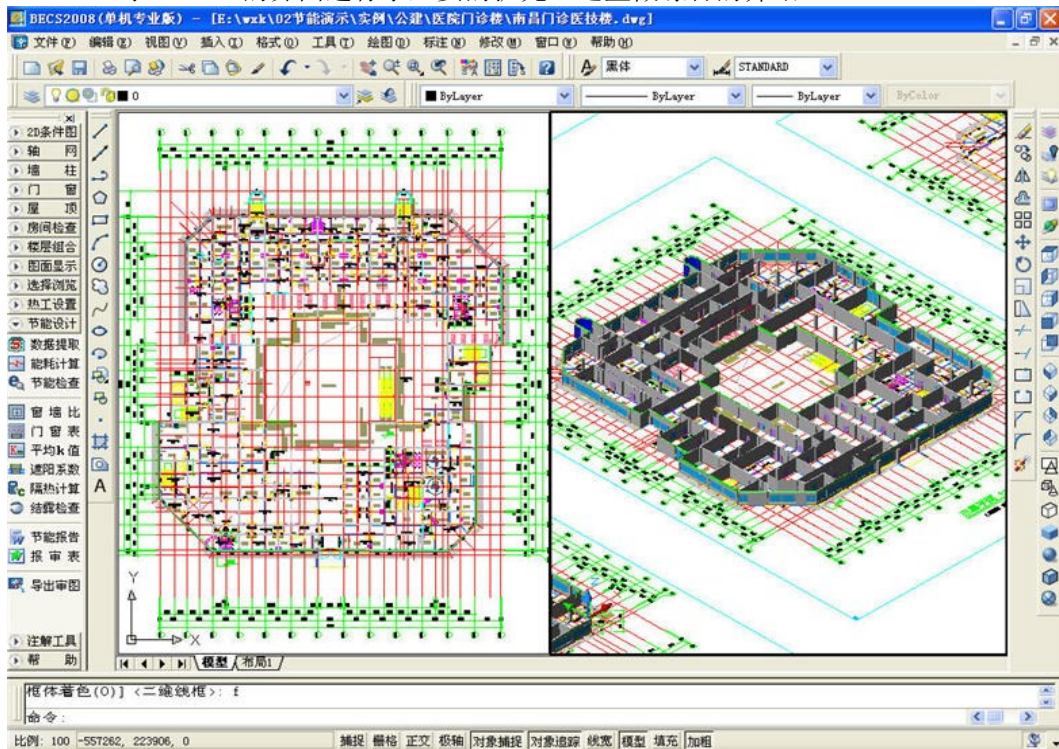 BECS2008(单机专业版) - [E:\wxk\02节能演示\实例\公建\医院门诊楼\南昌门诊医技楼.dwg]
文件(F) 编辑(E) 视图(V) 插入(I) 格式(O) 工具(T) 绘图(D) 标注(N) 修改(M) 窗口(W) 帮助(H)
黑体 STANDARD
0 ByLayer ByLayer ByLayer ByColor
2D条件图
轴 网
墙 柱
门 窗
屋 顶
房间检查
楼层组合
图面显示
选择浏览
热工设置
节能设计
数据提取
能耗计算
节能检查
窗墙比
门窗表
平均k值
遮阳系数
隔热计算
结露检查
节能报告
报审表
导出审图
注解工具
帮 助
A
Y
X
模型 布局1
框体着色(O)] <二维线框>: f
命令:
比例: 100 -557262, 223906, 0 捕捉 栅格 正交 极轴 对象捕捉 对象追踪 线宽 模型 填充 加粗